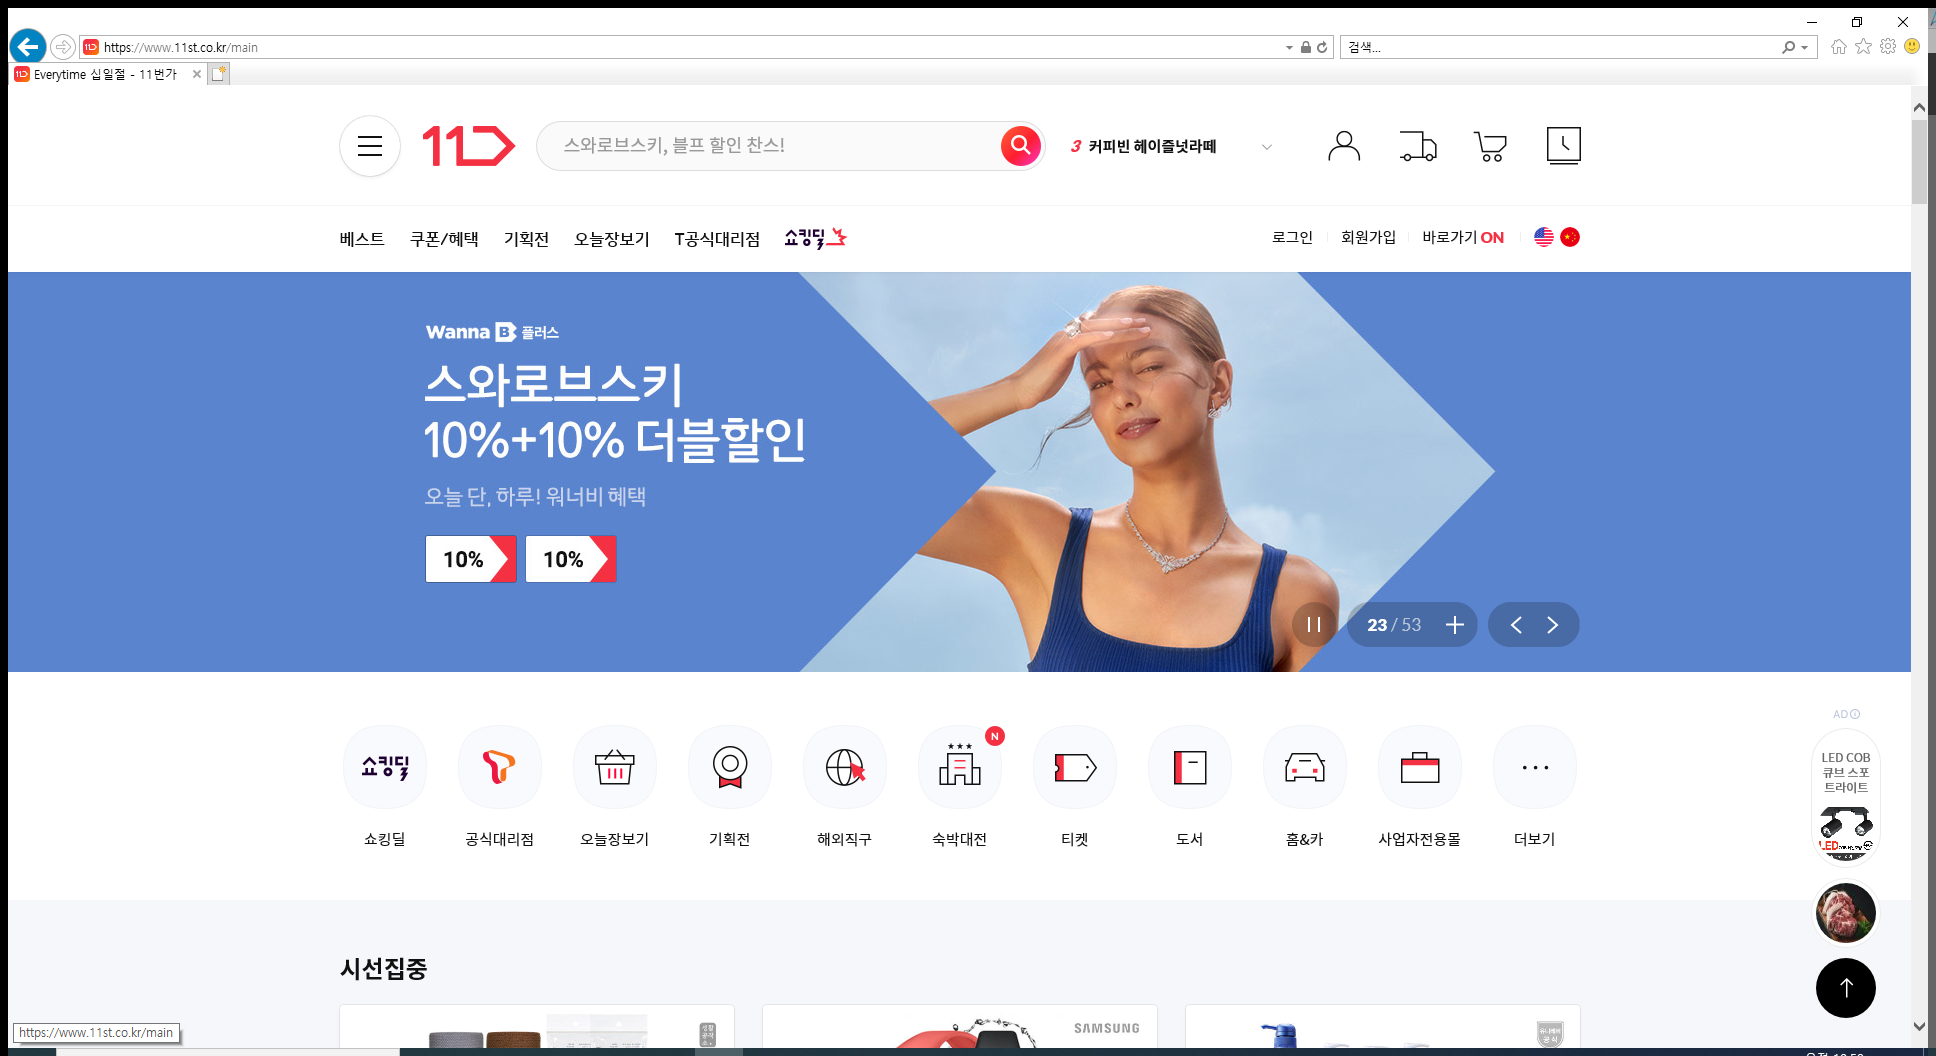 https://www.11st.co.kr/main
검색...
Everytime 십일절 - 11번가
스와로브스키, 블프 할인 찬스!
3 커피빈 헤이즐넛라떼
베스트 쿠폰/혜택 기획전 오늘장보기 T공식대리점 쇼킹딜
로그인 회원가입 바로가기 ON
Wanna B 플러스
스와로브스키
10%+10% 더블할인
오늘 단, 하루! 워너비 혜택
10% 10%
23 / 53
N
쇼킹딜
쇼킹딜 공식대리점 오늘장보기 기획전 해외직구 숙박대전 티켓 도서 홈&카 사업자전용몰 더보기
AD
LED COB
큐브 스포
트라이트
LED
시선집중
SAMSUNG
https://www.11st.co.kr/main